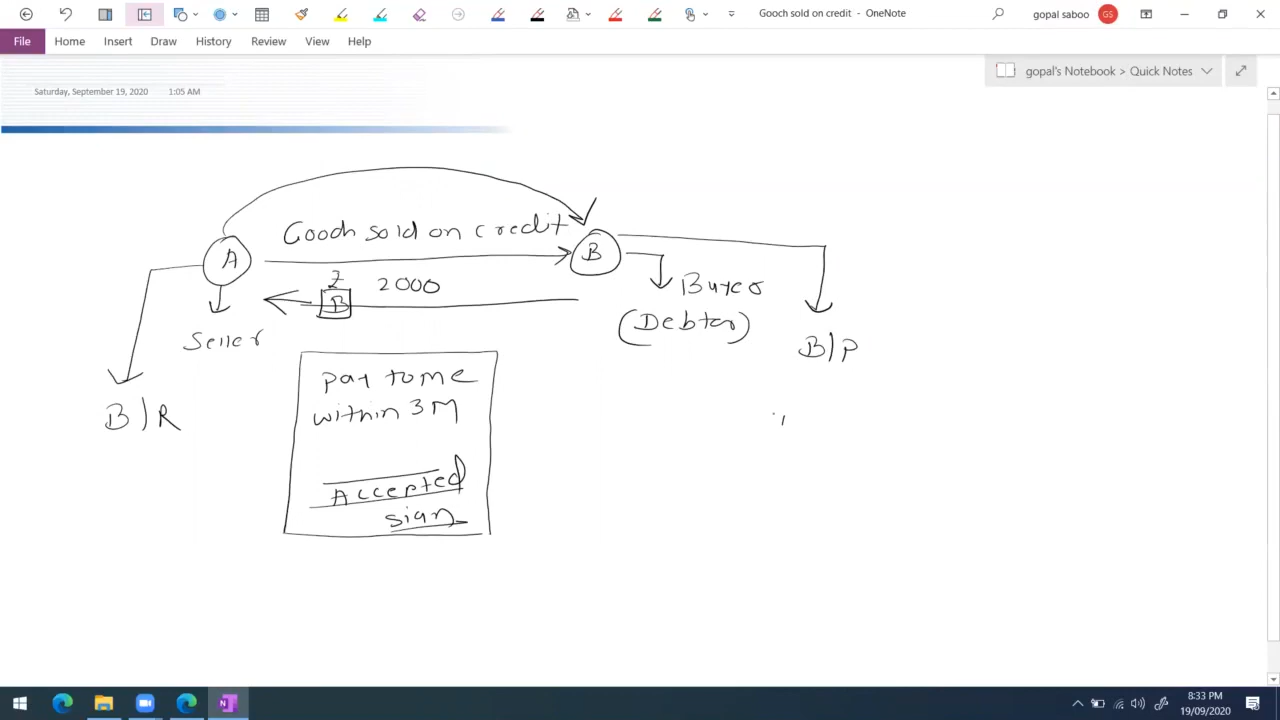 Gooch sold on credit - OneNote
gopal saboo
GS
File Home Insert Draw History Review View Help
gopal's Notebook > Quick Notes
Saturday, September 19, 2020 1:05 AM
Gooch sold on credit
A
B
2000
B
Buyer
Seller
(Debtor)
B/P
pay to me
within 3M
B/R
Accepted
sign
8:33 PM
19/09/2020